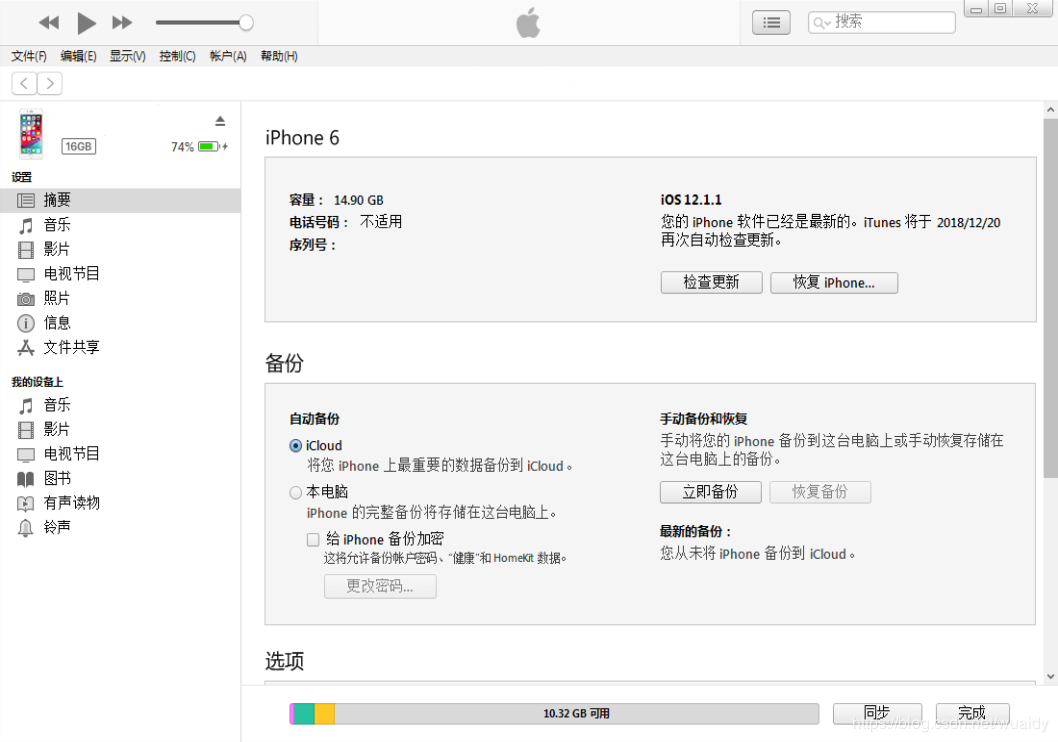 搜索
文件(F) 编辑(E) 显示(V) 控制(C) 帐户(A) 帮助(H)
16GB
74%
设置
摘要
音乐
影片
电视节目
照片
信息
文件共享
我的设备上
音乐
影片
电视节目
图书
有声读物
铃声
iPhone 6
容量： 14.90 GB
电话号码： 不适用
序列号：
iOS 12.1.1
您的 iPhone 软件已经是最新的。iTunes 将于 2018/12/20
再次自动检查更新。
检查更新 恢复 iPhone...
备份
自动备份
iCloud
将您 iPhone 上最重要的数据备份到 iCloud。
本电脑
iPhone 的完整备份将存储在这台电脑上。
给 iPhone 备份加密
这将允许备份帐户密码、“健康”和 HomeKit 数据。
更改密码...
手动备份和恢复
手动将您的 iPhone 备份到这台电脑上或手动恢复存储在
这台电脑上的备份。
立即备份 恢复备份
最新的备份：
您从未将 iPhone 备份到 iCloud。
选项
10.32 GB 可用
同步 完成
https://blog.csdn.net/wuaidy